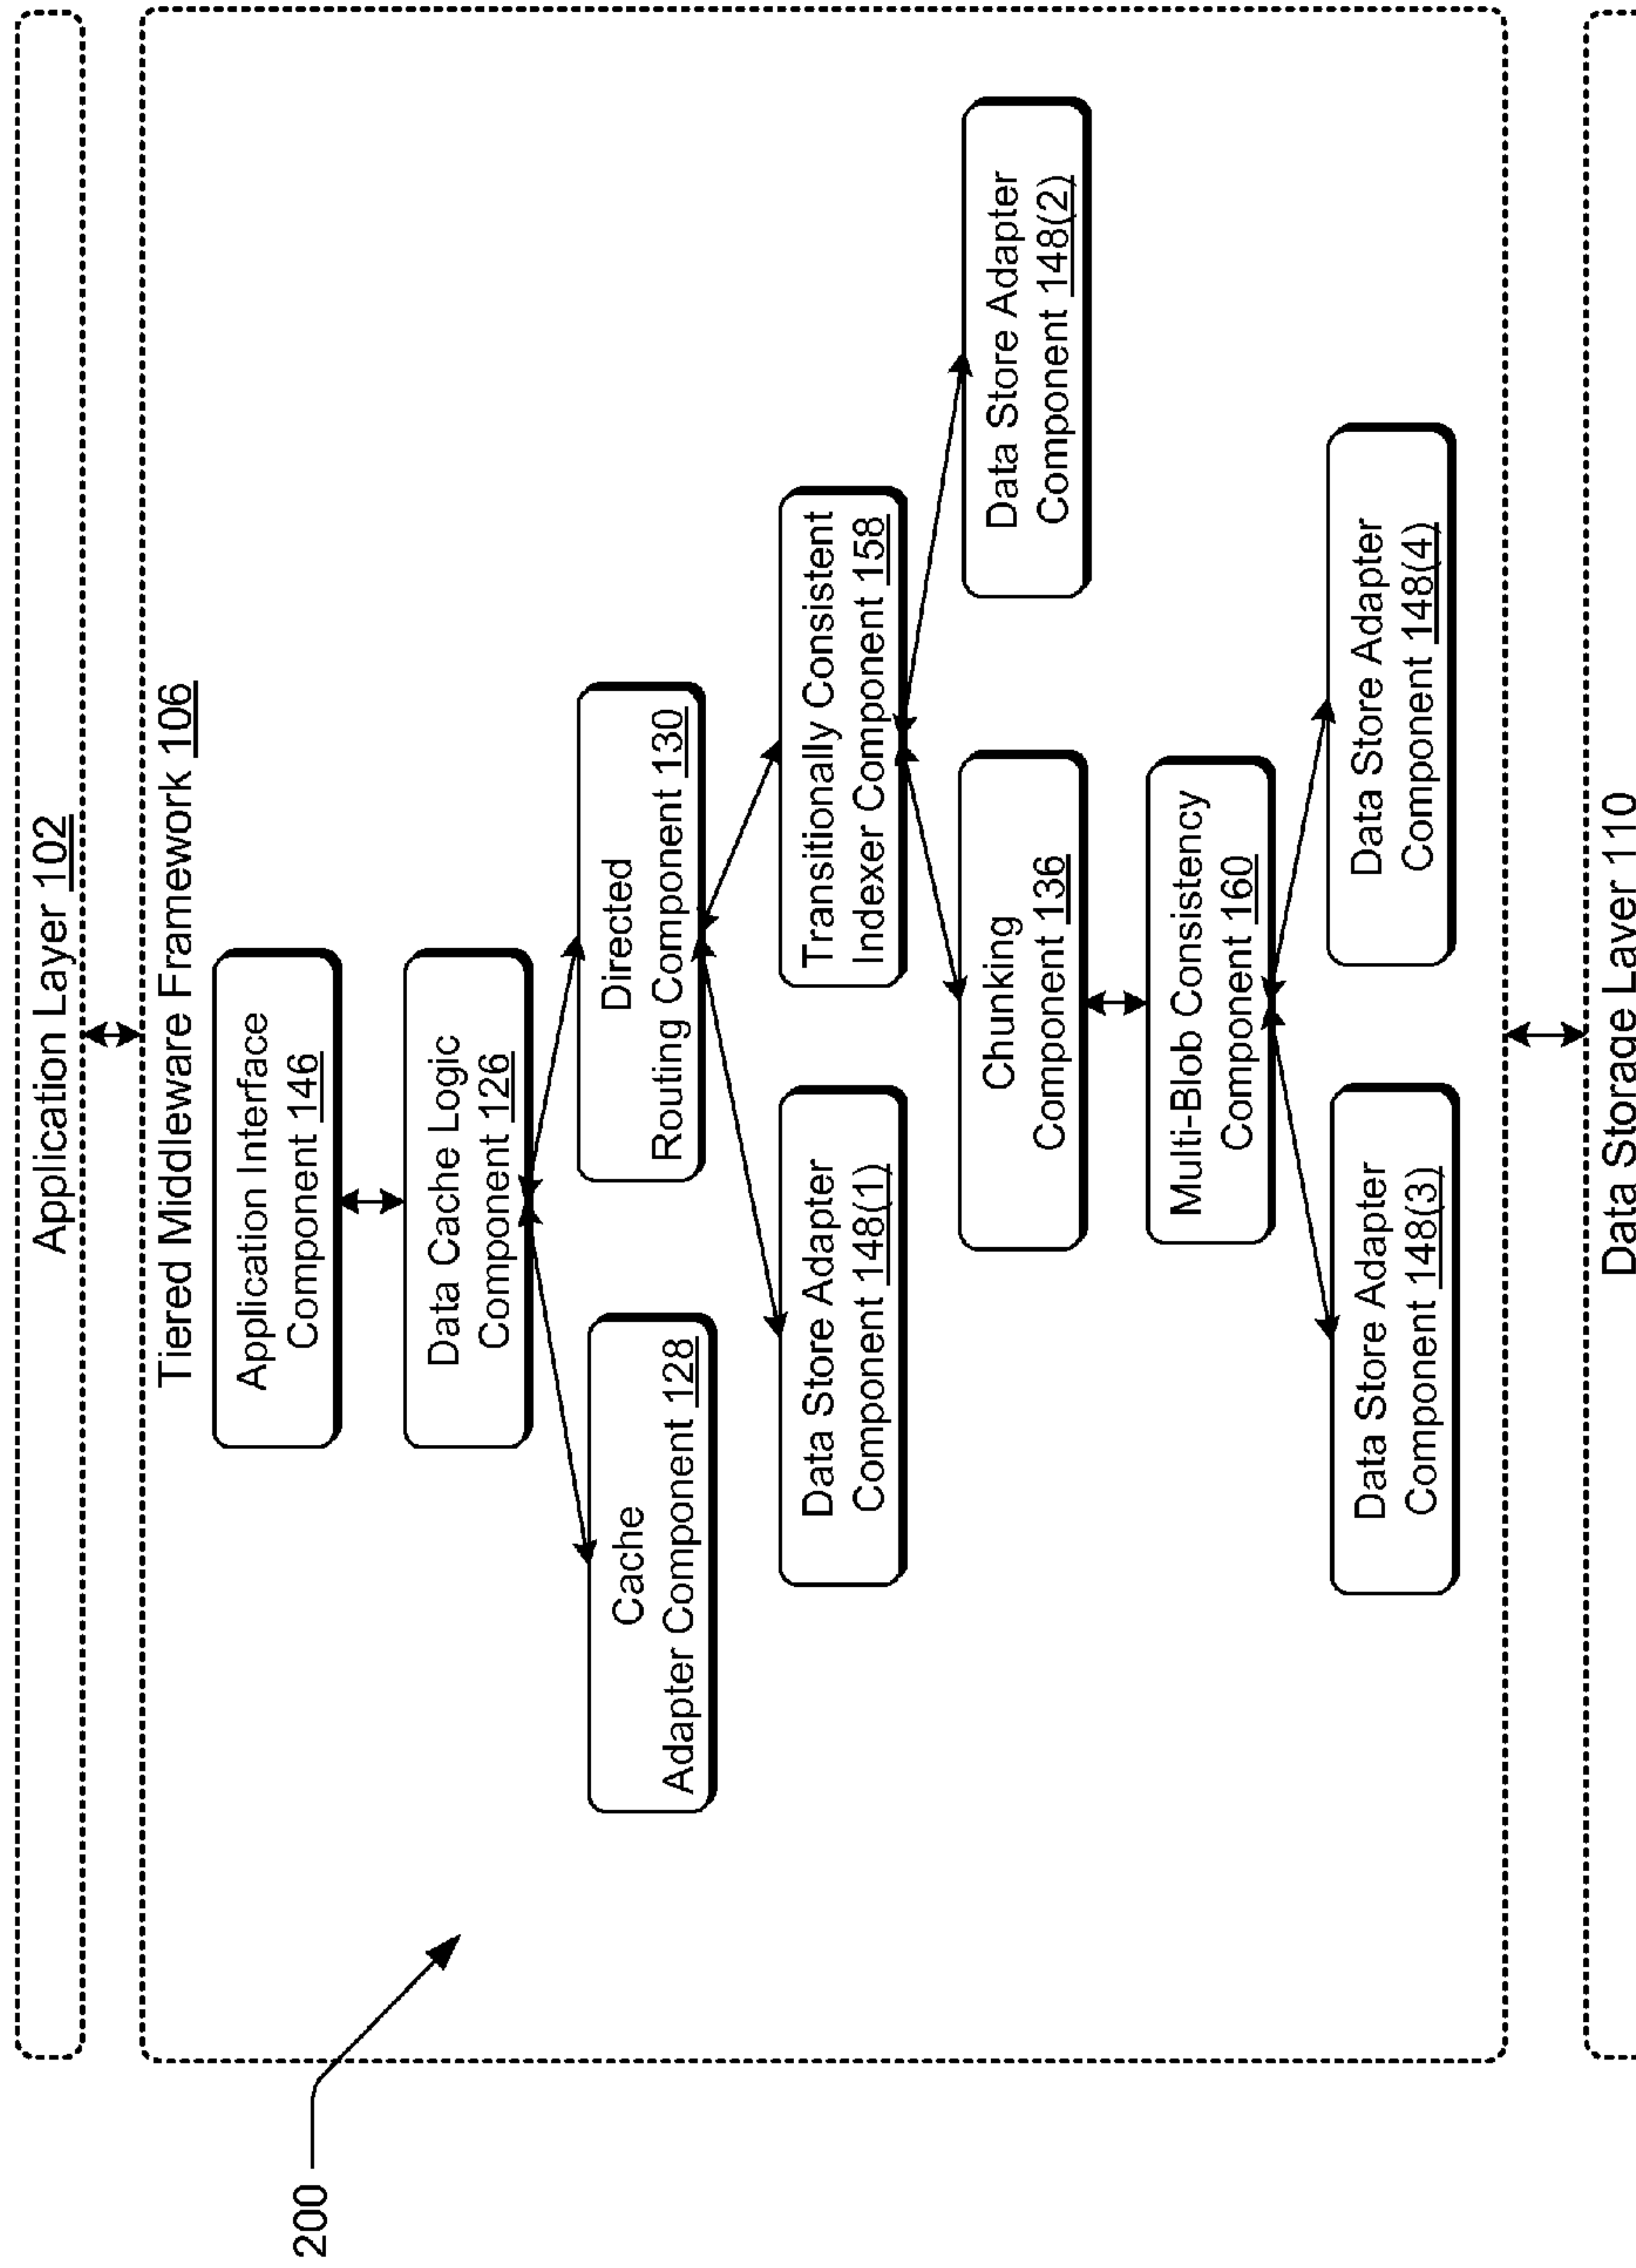 200
Application Layer 102
Tiered Middleware Framework 106
Application Interface
Component 146
Data Cache Logic
Component 126
Cache
Adapter Component 128
Directed
Routing Component 130
Data Store Adapter
Component 148(1)
Transitionally Consistent
Indexer Component 158
Chunking
Component 136
Data Store Adapter
Component 148(2)
Multi-Blob Consistency
Component 160
Data Store Adapter
Component 148(3)
Data Store Adapter
Component 148(4)
Data Storage Layer 110